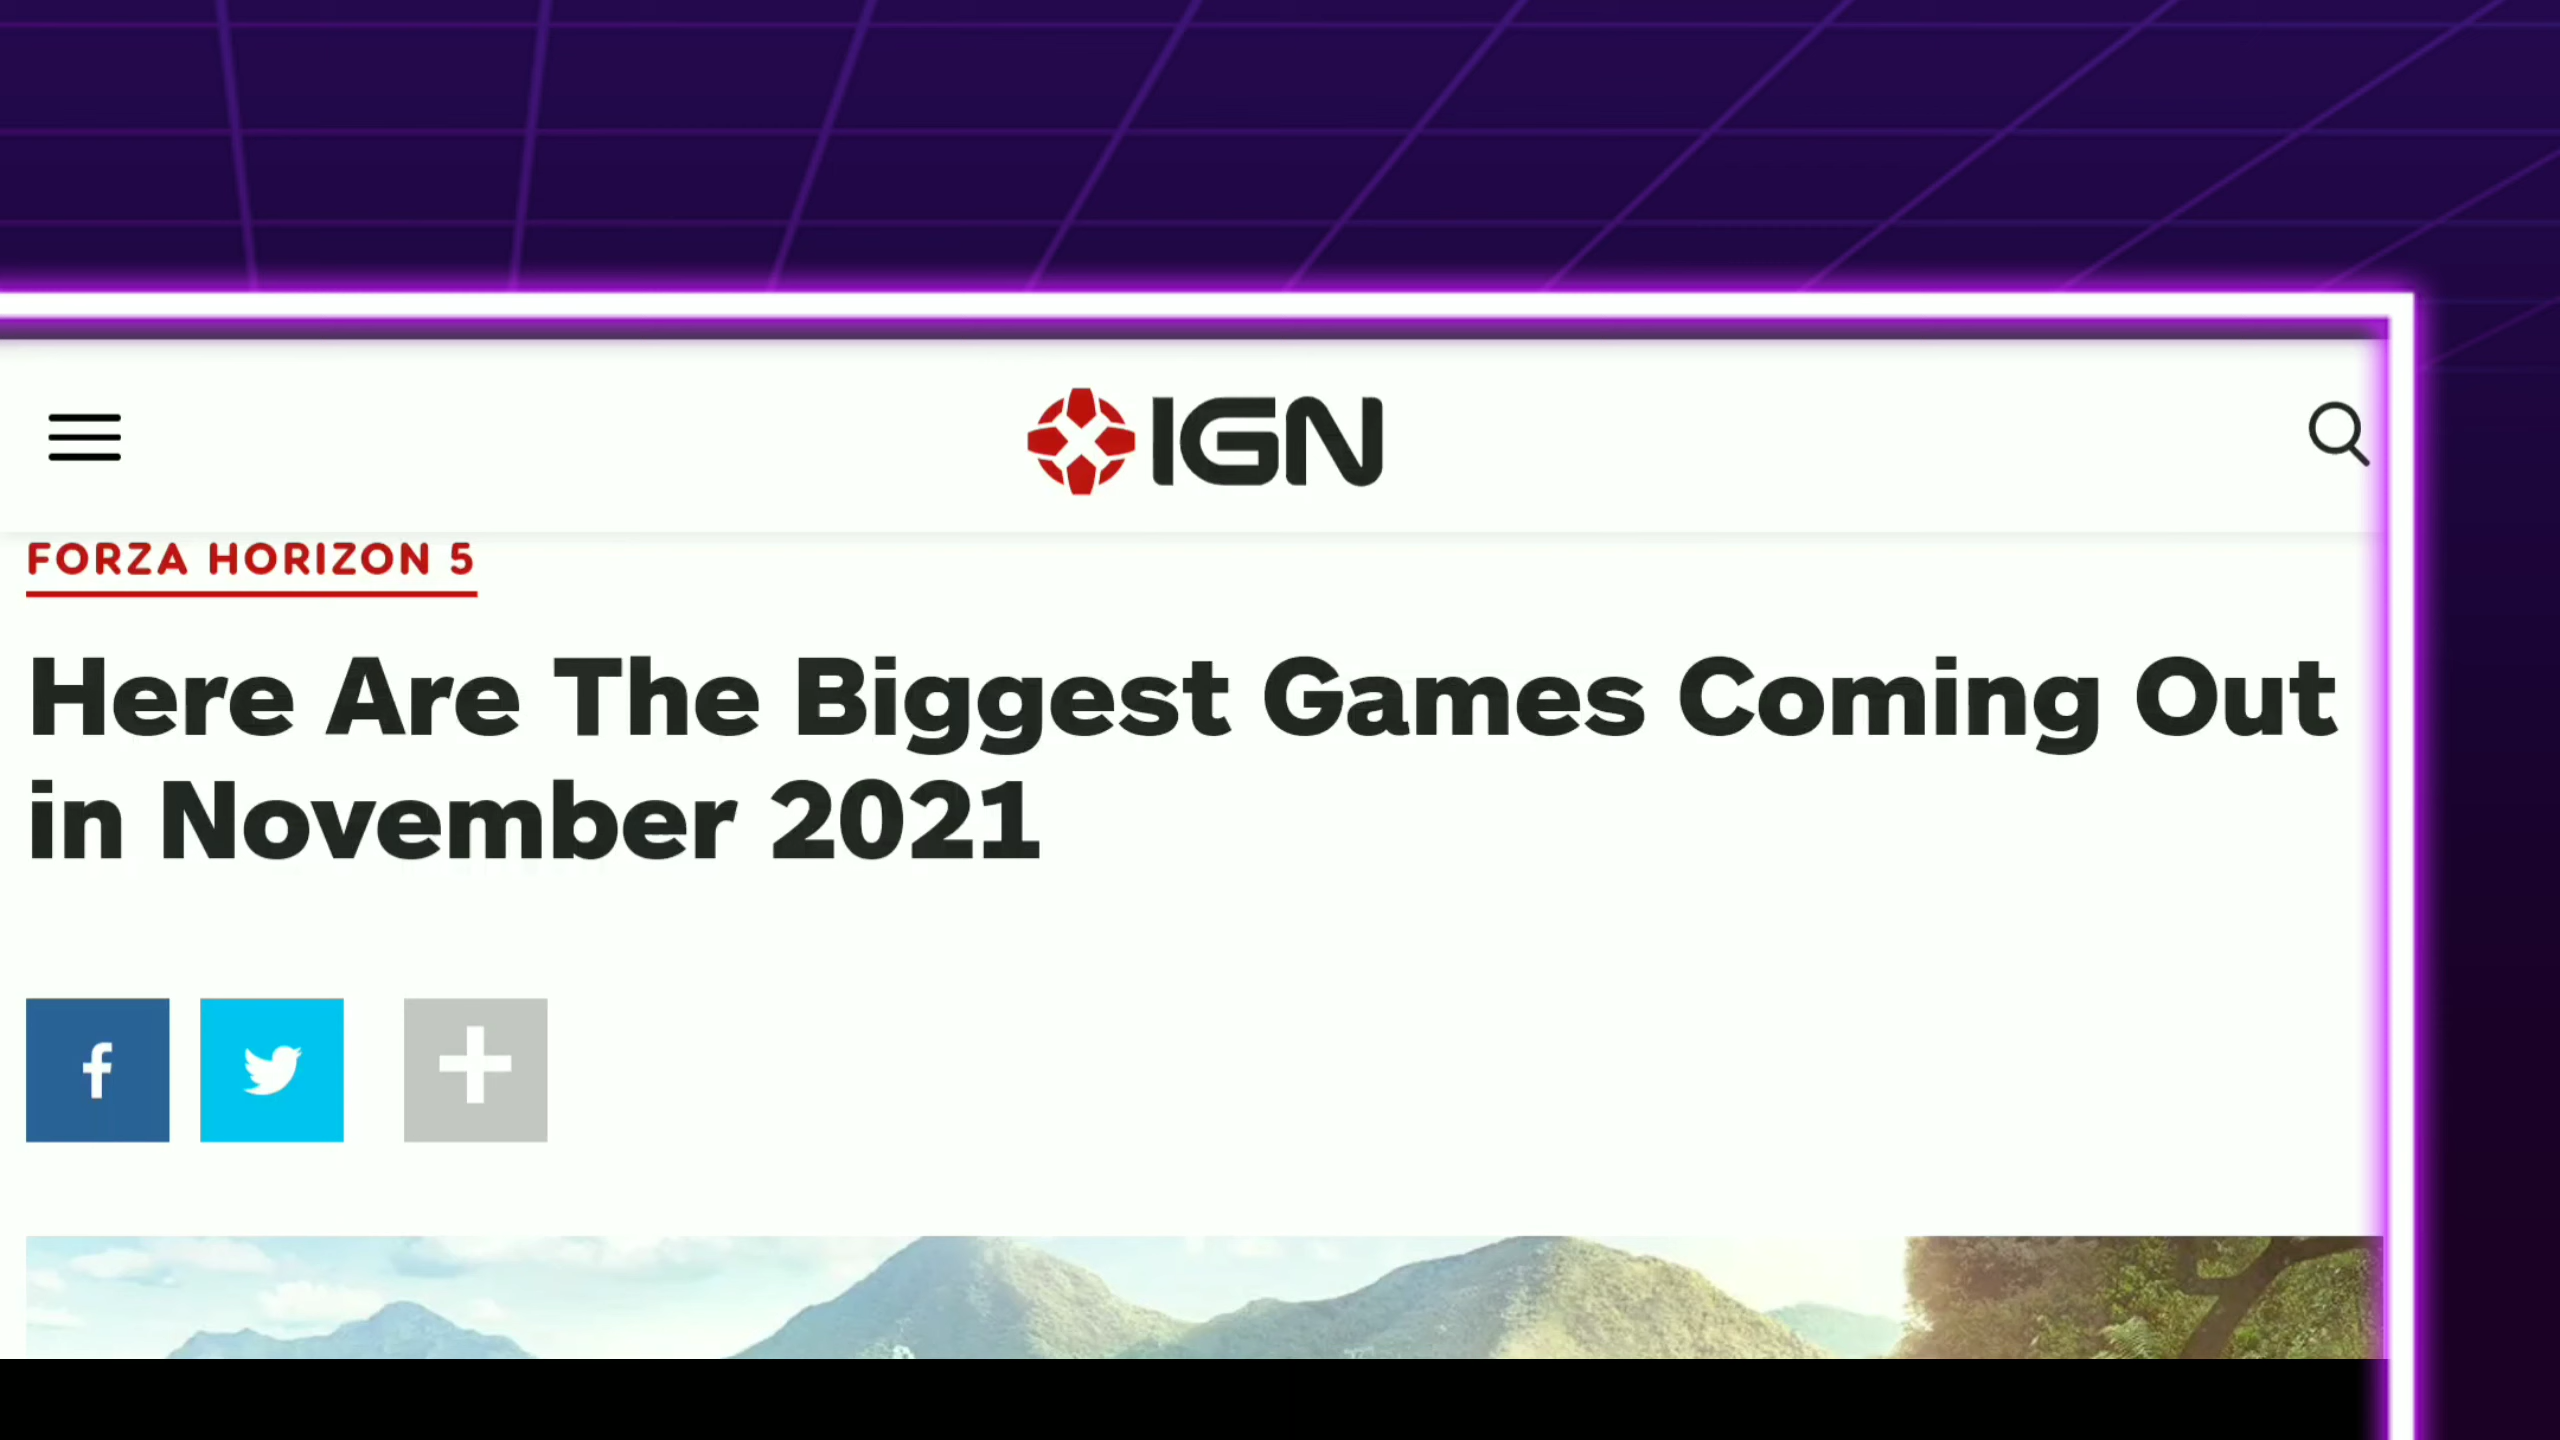 IGN
FORZA HORIZON 5
Here Are The Biggest Games Coming Out
in November 2021